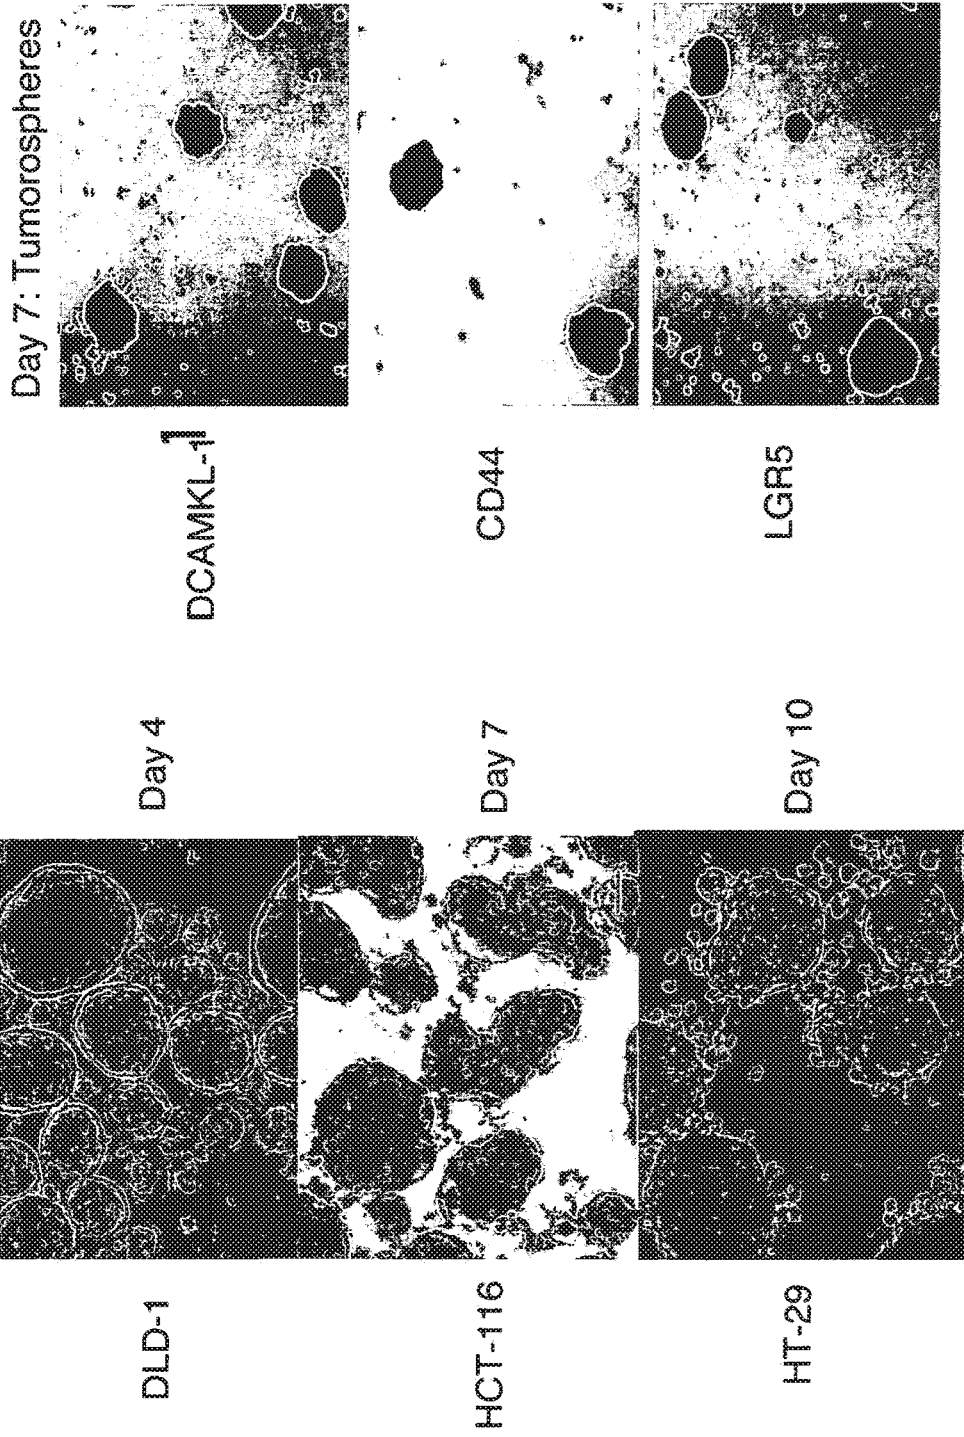 Day 7: Tumorospheres
DLD-1
Day 4
1
DCAMKL-1
HCT-116
Day 7
CD44
HT-29
Day 10
LGR5